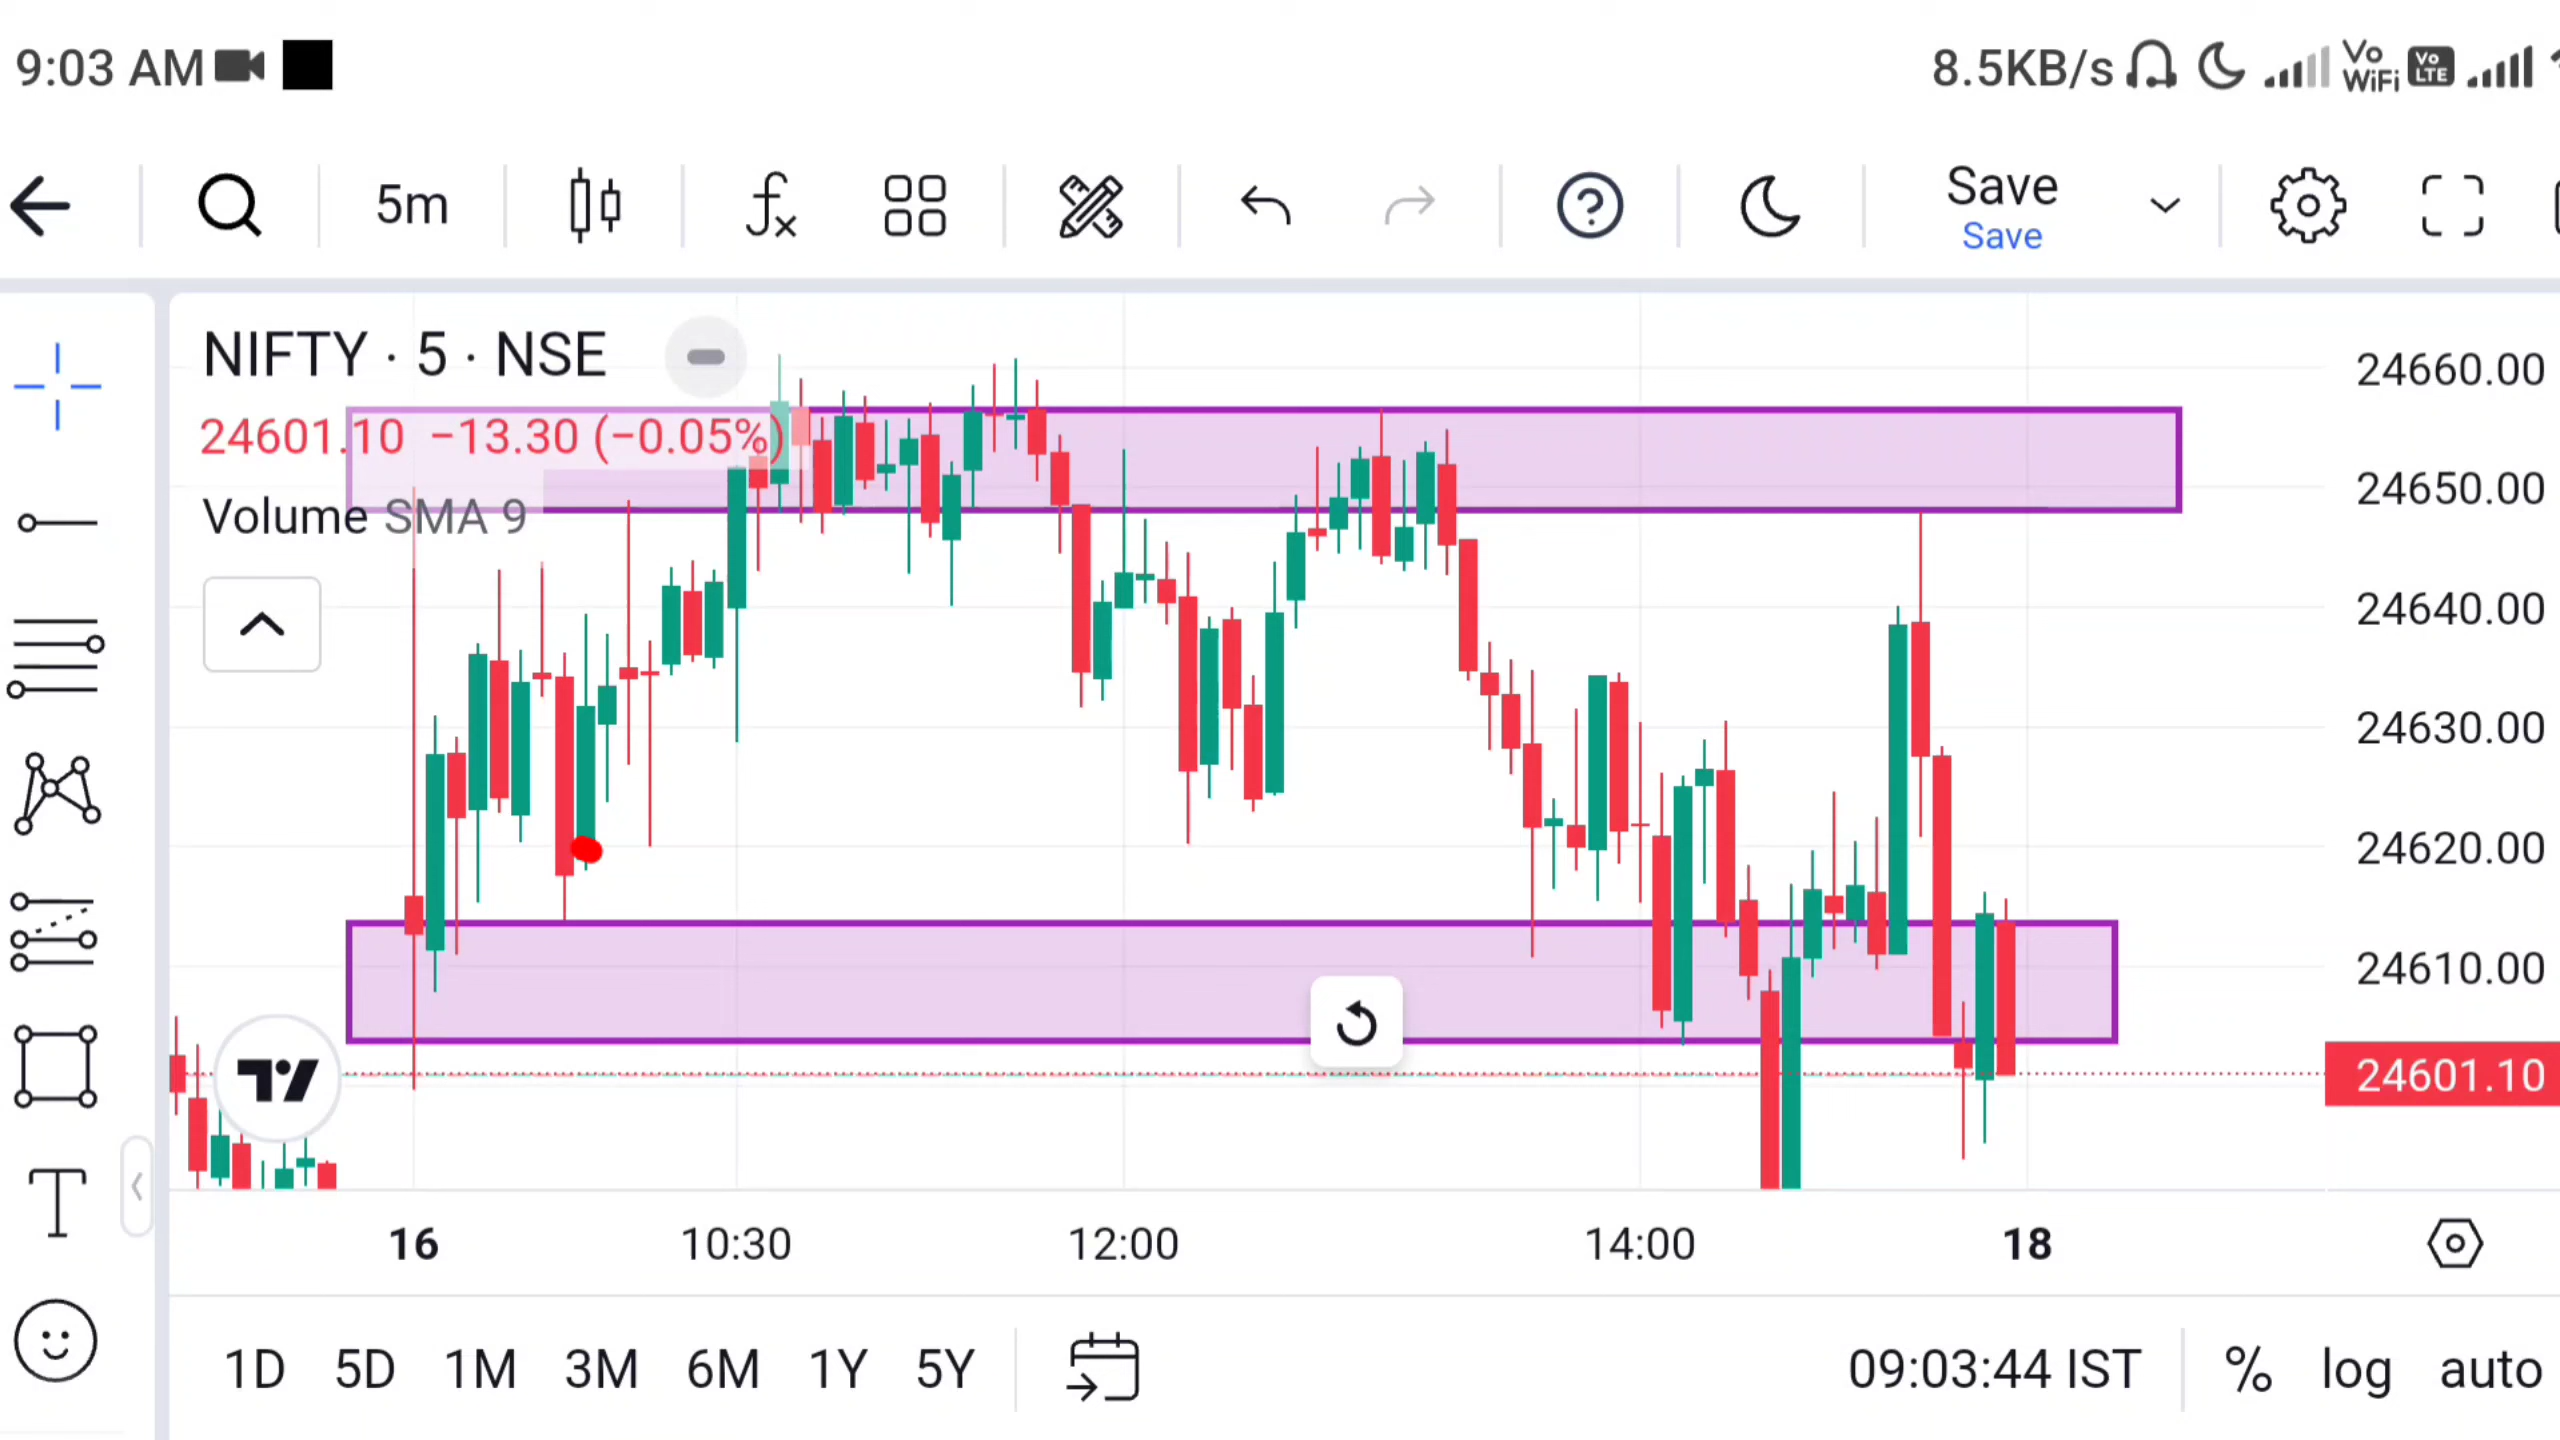 9:03 AM
8.5KB/s Vo WiFi Vo LTE
5m
Save
Save
NIFTY · 5 · NSE
24601.10 −13.30 (−0.05%)
Volume SMA 9
24660.00
24650.00
24640.00
24630.00
24620.00
24610.00
24601.10
16 10:30 12:00 14:00 18
1D 5D 1M 3M 6M 1Y 5Y
09:03:44 IST % log auto